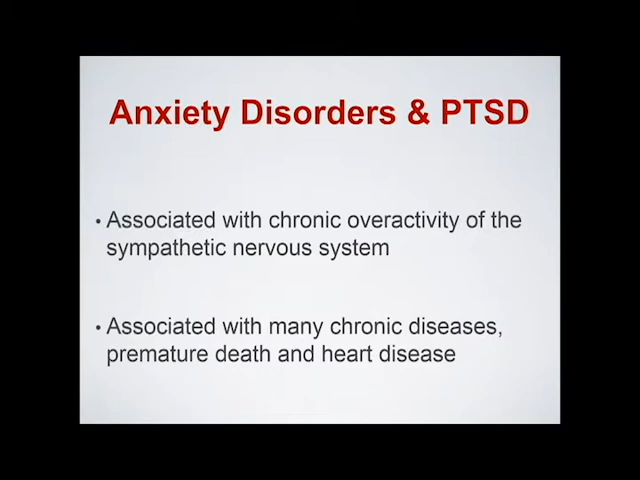 Anxiety Disorders & PTSD
• Associated with chronic overactivity of the
sympathetic nervous system
• Associated with many chronic diseases,
premature death and heart disease